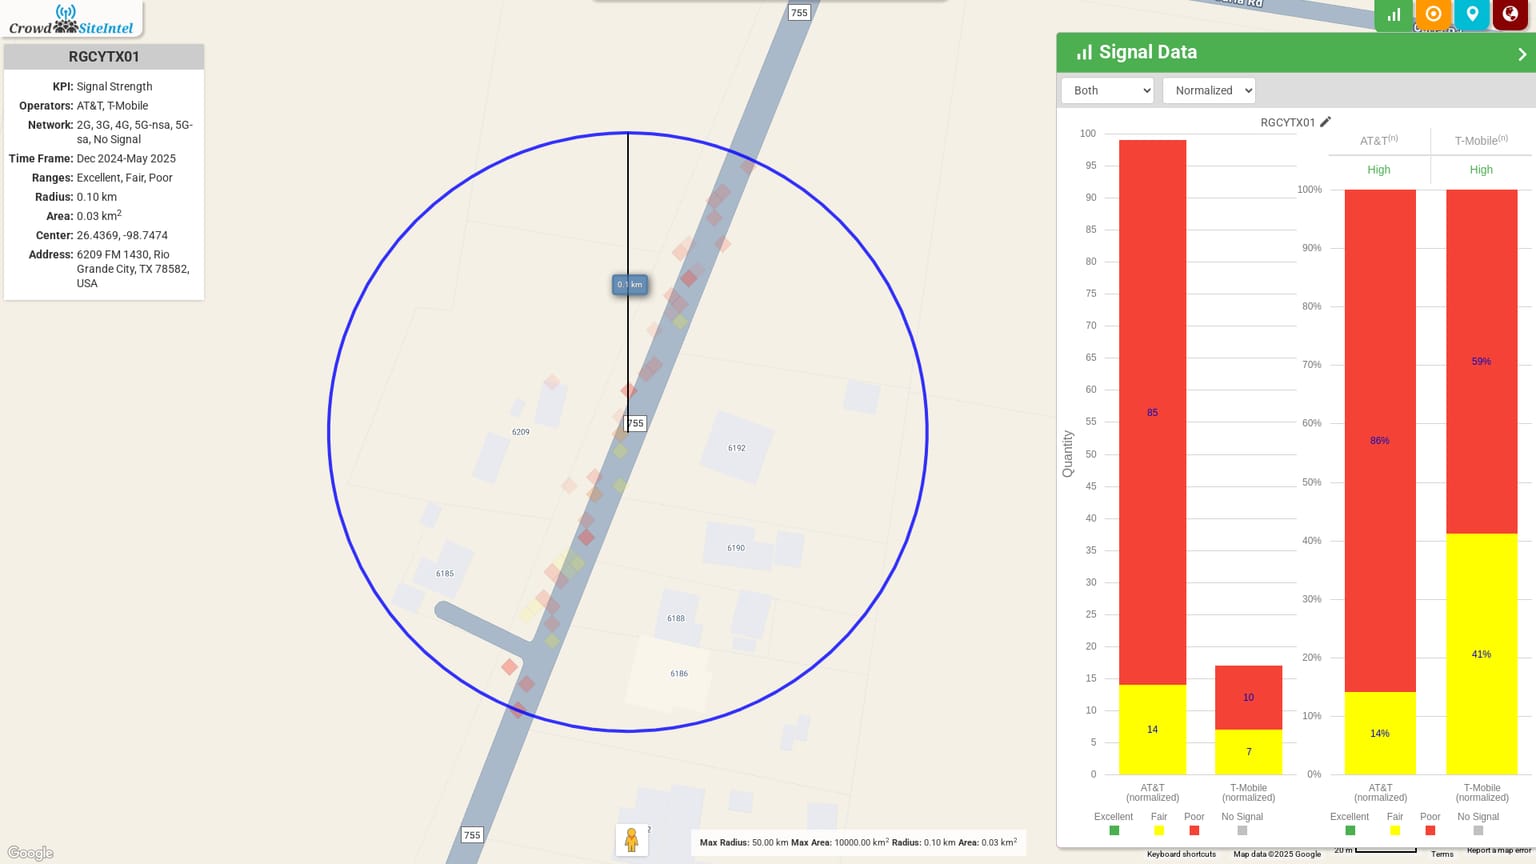 755
Crowd SiteIntel
RGCYTX01
KPI: Signal Strength
Operators: AT&T, T-Mobile
Network: 2G, 3G, 4G, 5G-nsa, 5G-
sa, No Signal
Time Frame: Dec 2024-May 2025
Ranges: Excellent, Fair, Poor
Radius: 0.10 km
Area: 0.03 km2
Center: 26.4369, -98.7474
Address: 6209 FM 1430, Rio
Grande City, TX 78582,
USA
0.1 km
755
6209
6192
6190
6185
6188
6186
755
Google
Max Radius: 50.00 km Max Area: 10000.00 km2 Radius: 0.10 km Area: 0.03 km2
Signal Data
Both
Normalized
RGCYTX01
Quantity
100
95
90
85
80
75
70
65
60
55
50
45
40
35
30
25
20
15
10
5
0
85
14
10
7
AT&T
(normalized)
T-Mobile
(normalized)
Excellent
Fair
Poor
No Signal
AT&T(n)
T-Mobile(n)
High
High
100%
90%
80%
70%
60%
50%
40%
30%
20%
10%
0%
86%
14%
59%
41%
AT&T
(normalized)
T-Mobile
(normalized)
Excellent
Fair
Poor
No Signal
Keyboard shortcuts
Map data ©2025 Google
20 m
Terms
Report a map error